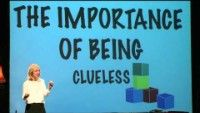 THE IMPORTANCE
OF BEING
CLUELESS